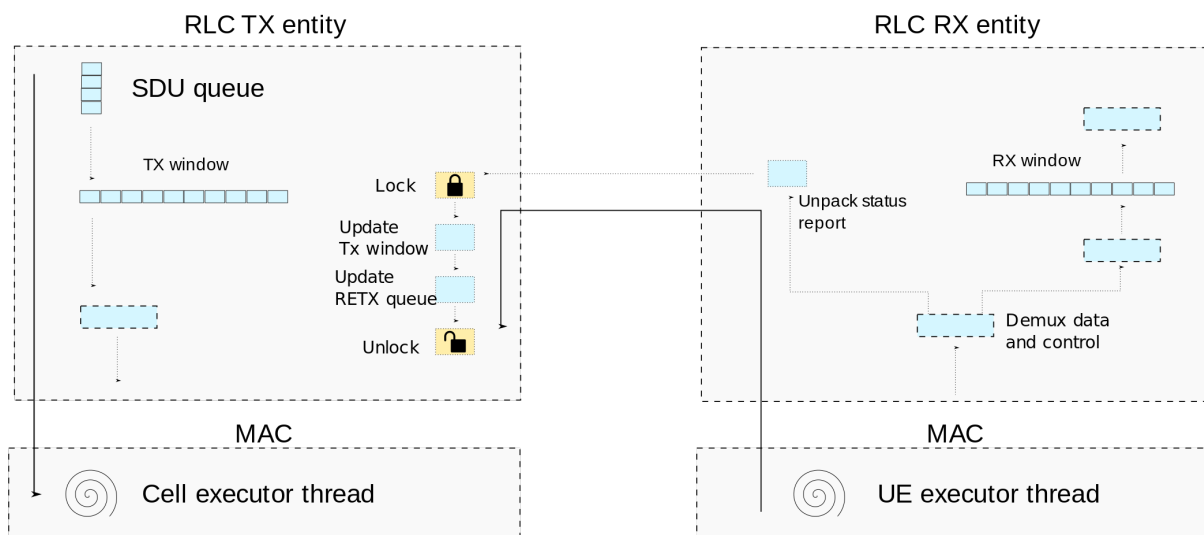 RLC TX entity
RLC RX entity
SDU queue
TX window
Lock
Update
Tx window
Update
RETX queue
Unlock
RX window
Unpack status
report
Demux data
and control
MAC
MAC
Cell executor thread
UE executor thread